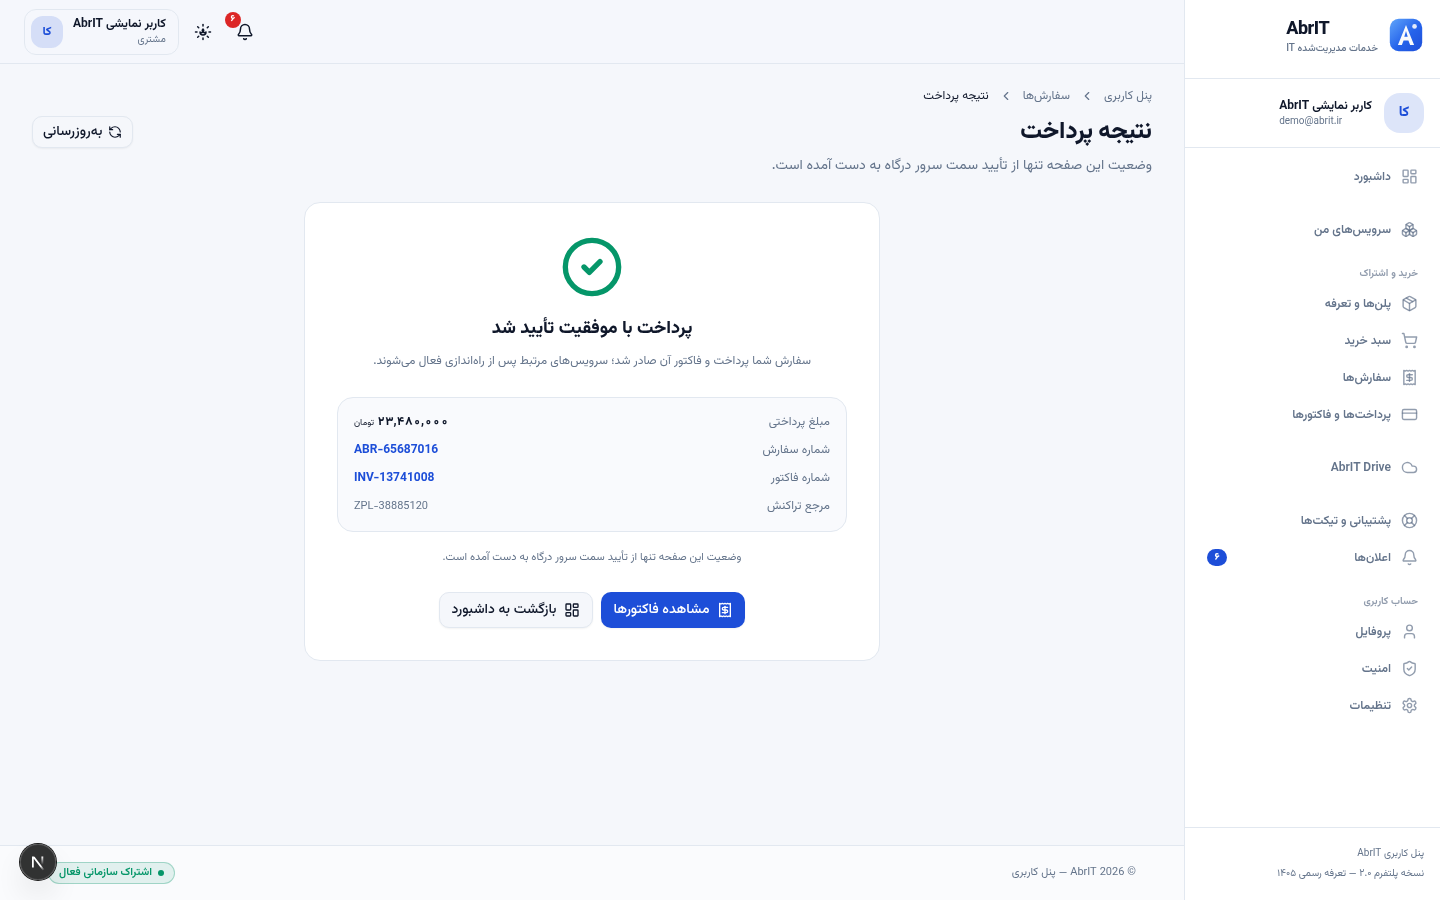 AbrIT
خدمات مدیریت‌شده IT
کا
کاربر نمایشی AbrIT
demo@abrit.ir
داشبورد
سرویس‌های من
خرید و اشتراک
پلن‌ها و تعرفه
سبد خرید
سفارش‌ها
پرداخت‌ها و فاکتورها
AbrIT Drive
پشتیبانی و تیکت‌ها
اعلان‌ها
۶
حساب کاربری
پروفایل
امنیت
تنظیمات
پنل کاربری AbrIT
نسخه پلتفرم ۲.۰ — تعرفه رسمی ۱۴۰۵
۶
کاربر نمایشی AbrIT
مشتری
کا
پنل کاربری
سفارش‌ها
نتیجه پرداخت
نتیجه پرداخت
وضعیت این صفحه تنها از تأیید سمت سرور درگاه به دست آمده است.
به‌روزرسانی
پرداخت با موفقیت تأیید شد
سفارش شما پرداخت و فاکتور آن صادر شد؛ سرویس‌های مرتبط پس از راه‌اندازی فعال می‌شوند.
مبلغ پرداختی ۲۳,۴۸۰,۰۰۰ تومان
شماره سفارش ABR-65687016
شماره فاکتور INV-13741008
مرجع تراکنش ZPL-38885120
وضعیت این صفحه تنها از تأیید سمت سرور درگاه به دست آمده است.
مشاهده فاکتورها
بازگشت به داشبورد
© 2026 AbrIT — پنل کاربری
اشتراک سازمانی فعال
N